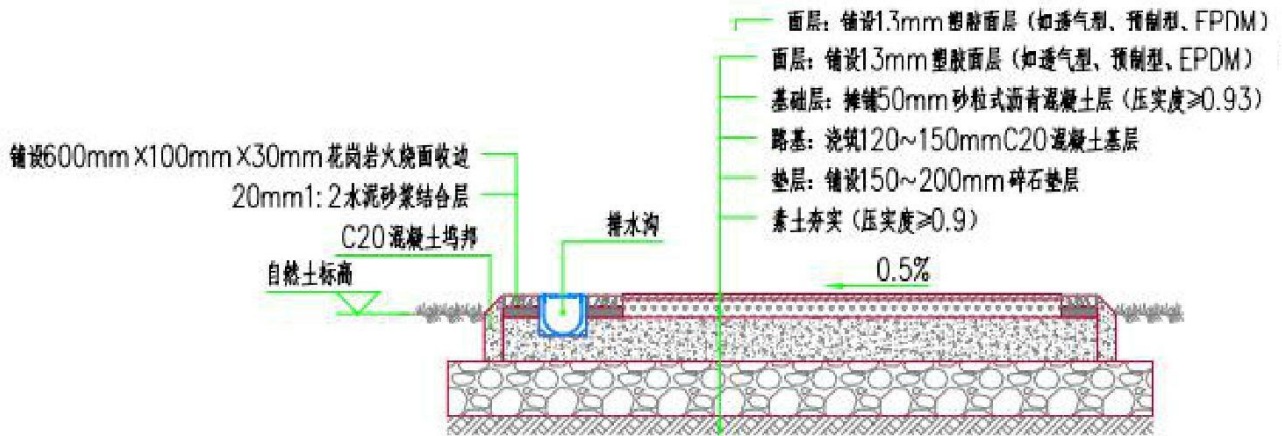 面层：铺设13mm塑胶面层（如透气型、预制型、EPDM）
面层：铺设13mm塑胶面层（如透气型、预制型、EPDM）
基础层：摊铺50mm砂粒式沥青混凝土层（压实度≥0.93）
路基：浇筑120~150mmC20混凝土基层
垫层：铺设150~200mm碎石垫层
素土夯实（压实度≥0.9）
铺设600mm×100mm×30mm花岗岩火烧面收边
20mm1:2水泥砂浆结合层
C20混凝土坞邦
自然土标高
排水沟
0.5%